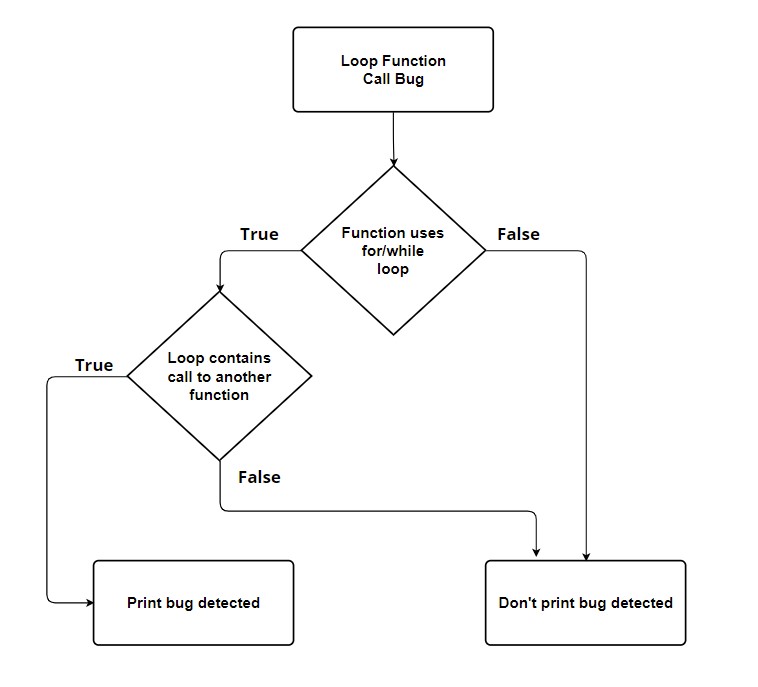 Loop Function
Call Bug
Function uses
for/while
loop
True
False
Loop contains
call to another
function
True
False
Print bug detected
Don't print bug detected